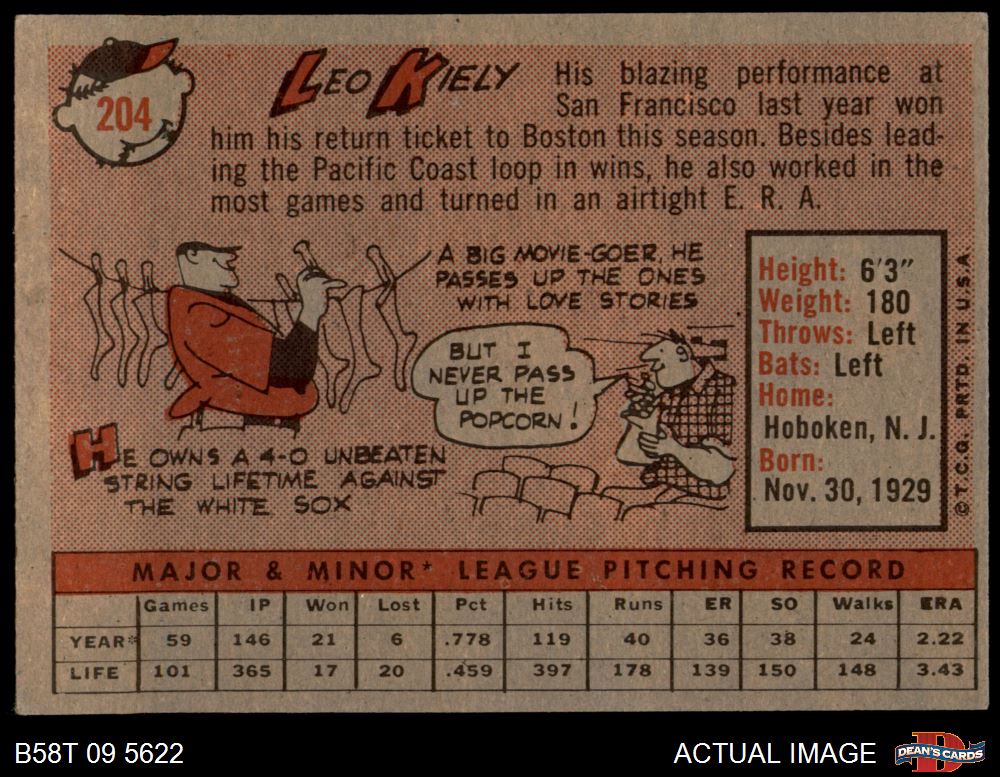 204
LEO KIELY
His blazing performance at
San Francisco last year won
him his return ticket to Boston this season. Besides lead-
ing the Pacific Coast loop in wins, he also worked in the
most games and turned in an airtight E. R. A.
A BIG MOVIE-GOER, HE
PASSES UP THE ONES
WITH LOVE STORIES
BUT I
NEVER PASS
UP THE
POPCORN!
HE OWNS A 4-0 UNBEATEN
STRING LIFETIME AGAINST
THE WHITE SOX
Height: 6'3"
Weight: 180
Throws: Left
Bats: Left
Home:
Hoboken, N. J.
Born:
Nov. 30, 1929
© T.C.G. PRTD. IN U.S.A.
MAJOR & MINOR* LEAGUE PITCHING RECORD
Games IP Won Lost Pct Hits Runs ER SO Walks ERA
YEAR* 59 146 21 6 .778 119 40 36 38 24 2.22
LIFE 101 365 17 20 .459 397 178 139 150 148 3.43
B58T 09 5622
ACTUAL IMAGE
D
DEAN'S CARDS